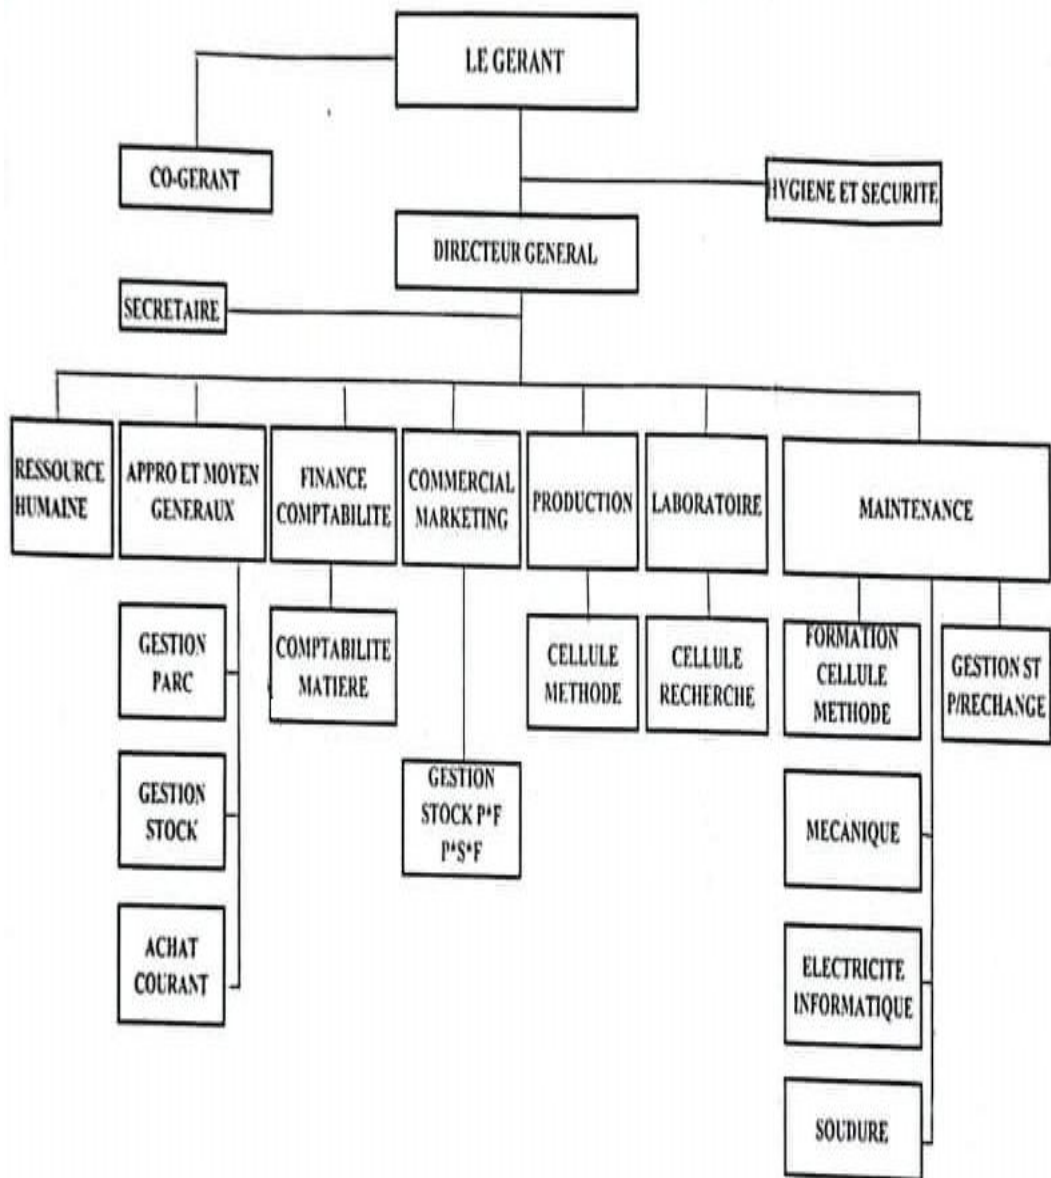 LE GERANT
CO-GERANT
HYGIENE ET SECURITE
DIRECTEUR GENERAL
SECRETAIRE
RESSOURCE
HUMAINE
APPRO ET MOYEN
GENERAUX
FINANCE
COMPTABILITE
COMMERCIAL
MARKETING
PRODUCTION
LABORATOIRE
MAINTENANCE
GESTION
PARC
COMPTABILITE
MATIERE
CELLULE
METHODE
CELLULE
RECHERCHE
FORMATION
CELLULE
METHODE
GESTION ST
P/RECHANGE
GESTION
STOCK
GESTION
STOCK P*F
P*S*F
MECANIQUE
ACHAT
COURANT
ELECTRICITE
INFORMATIQUE
SOUDURE